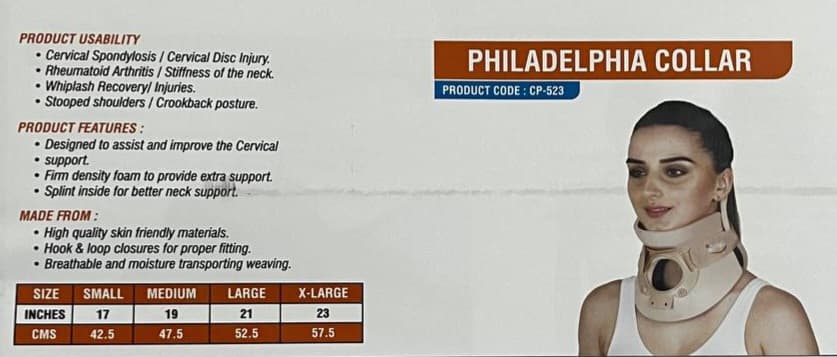 PRODUCT USABILITY
• Cervical Spondylosis / Cervical Disc Injury.
• Rheumatoid Arthritis / Stiffness of the neck.
• Whiplash Recovery/ Injuries.
• Stooped shoulders / Crookback posture.
PRODUCT FEATURES :
• Designed to assist and improve the Cervical
• support.
• Firm density foam to provide extra support.
• Splint inside for better neck support.
MADE FROM :
• High quality skin friendly materials.
• Hook & loop closures for proper fitting.
• Breathable and moisture transporting weaving.
SIZE SMALL MEDIUM LARGE X-LARGE
INCHES 17 19 21 23
CMS 42.5 47.5 52.5 57.5
PHILADELPHIA COLLAR
PRODUCT CODE : CP-523